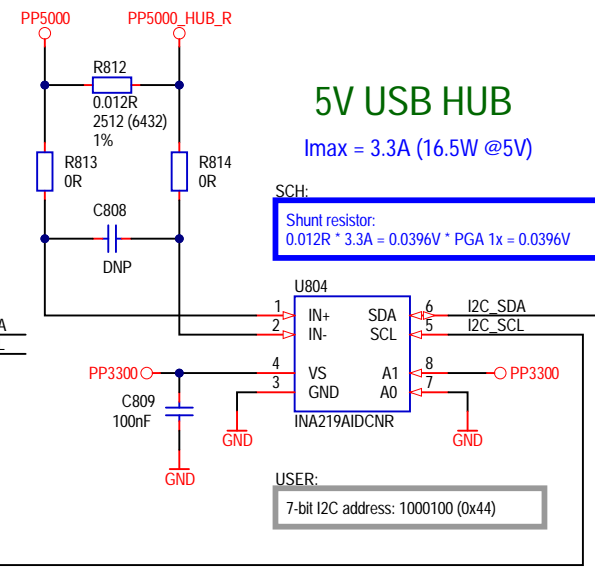 PP5000
PP5000_HUB_R
R812
0.012R
2512 (6432)
1%
R813
0R
R814
0R
C808
DNP
5V USB HUB
Imax = 3.3A (16.5W @5V)
SCH:
Shunt resistor:
0.012R * 3.3A = 0.0396V * PGA 1x = 0.0396V
U804
1 IN+ SDA 6 I2C_SDA
2 IN- SCL 5 I2C_SCL
PP3300 4 VS A1 8 PP3300
3 GND A0 7
INA219AIDCNR
C809
100nF
GND
GND
GND
USER:
7-bit I2C address: 1000100 (0x44)